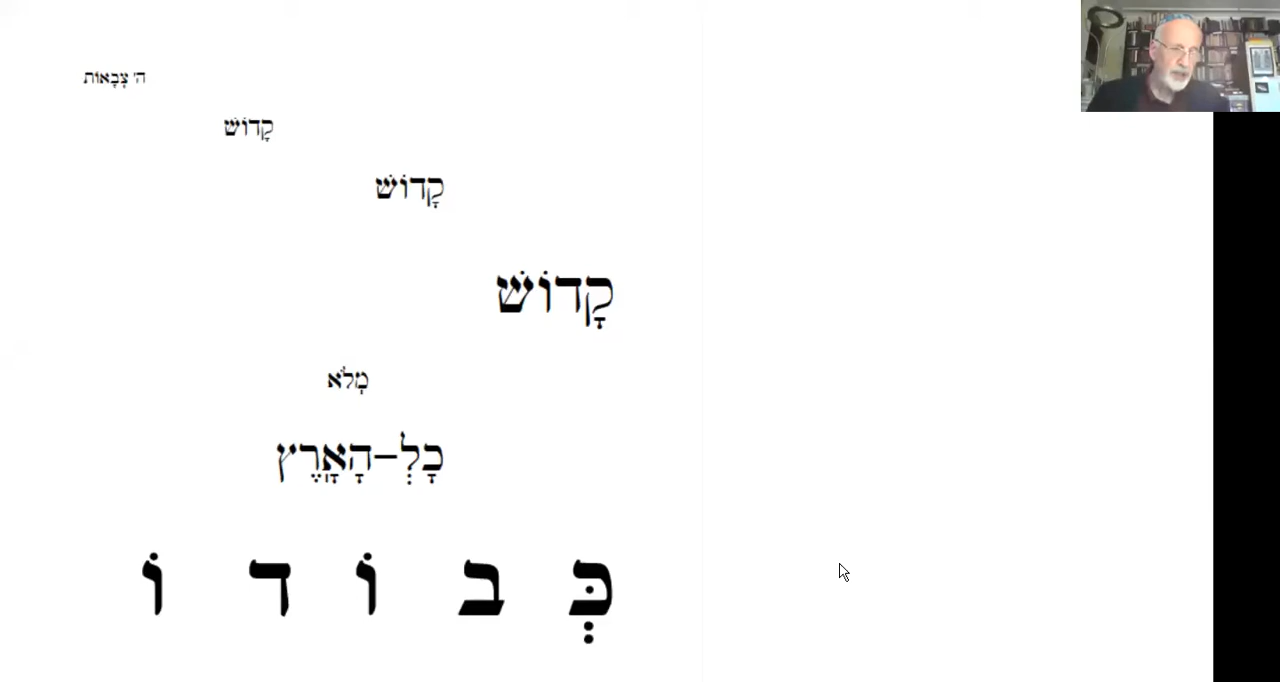 ה׳ צְבָאוֹת
קָדוֹשׁ
קָדוֹשׁ
קָדוֹשׁ
מְלֹא
כָלְ-הָאָֽרֶץ
כְּ ב וֹ ד וֹ